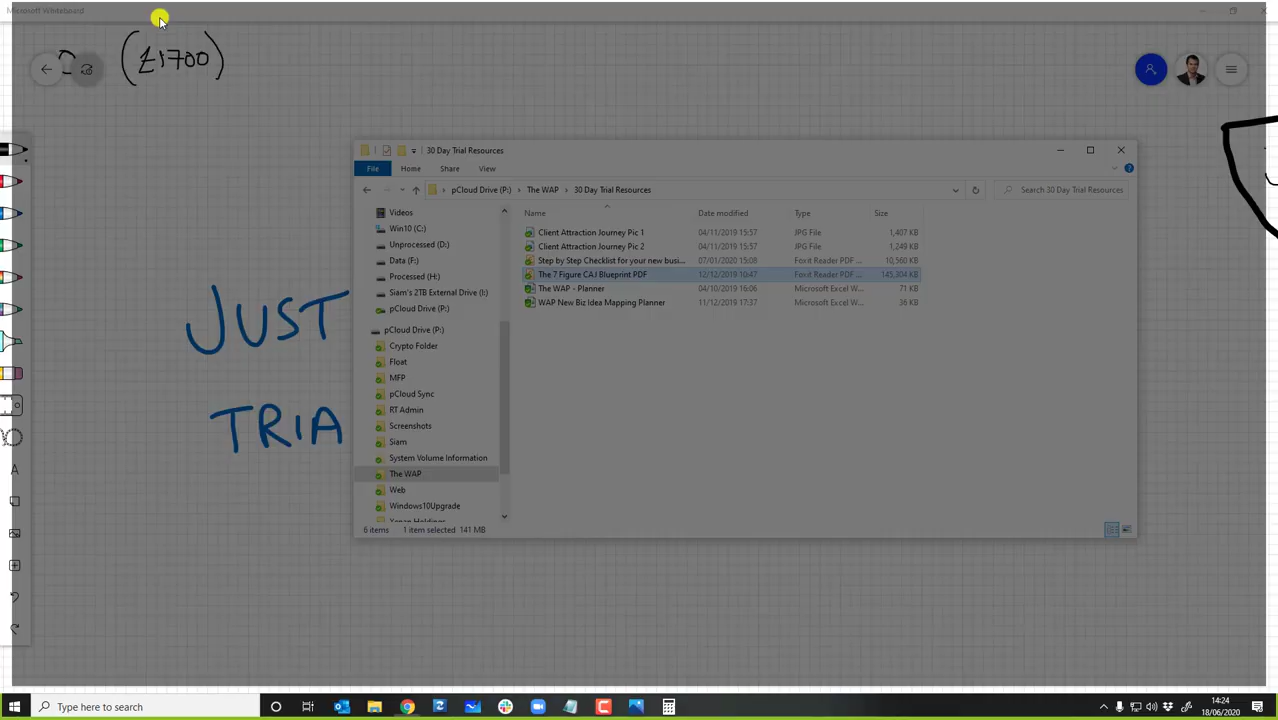 Microsoft Whiteboard
(£1700)
30 Day Trial Resources
File Home Share View
pCloud Drive (P:) > The WAP > 30 Day Trial Resources
Search 30 Day Trial Resources
Name Date modified Type Size
Client Attraction Journey Pic 1 04/11/2019 15:57 JPG File 1,407 KB
Client Attraction Journey Pic 2 04/11/2019 15:57 JPG File 1,249 KB
Step by Step Checklist for your new busi... 07/01/2020 15:08 Foxit Reader PDF ... 10,560 KB
The 7 Figure CAJ Blueprint PDF 12/12/2019 10:47 Foxit Reader PDF ... 145,304 KB
The WAP - Planner 04/10/2019 16:06 Microsoft Excel W... 71 KB
WAP New Biz Idea Mapping Planner 11/12/2019 17:37 Microsoft Excel W... 36 KB
Videos
Win10 (C:)
Unprocessed (D:)
Data (F:)
Processed (H:)
Siam's 2TB External Drive (I:)
pCloud Drive (P:)
pCloud Drive (P:)
Crypto Folder
Float
MFP
pCloud Sync
RT Admin
Screenshots
Siam
System Volume Information
The WAP
Web
Windows10Upgrade
6 items 1 item selected 141 MB
JUST
TRIA
A
Type here to search
14:24
18/06/2020